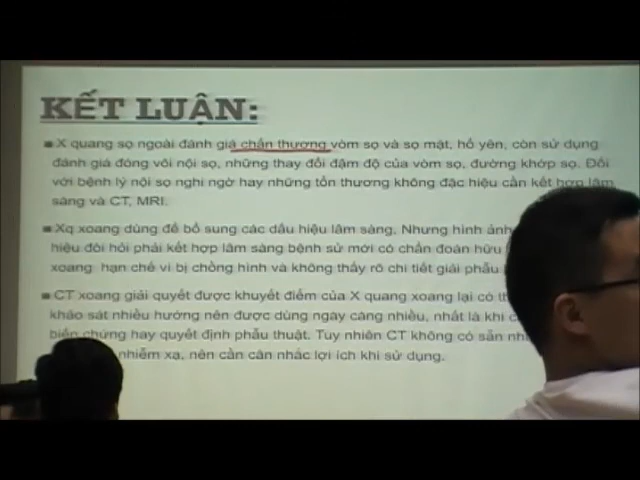 KẾT LUẬN:
X quang sọ ngoài đánh giá chấn thương vòm sọ và sọ mặt, hố yên, còn sử dụng
đánh giá đóng vôi nội sọ, những thay đổi đậm độ của vòm sọ, đường khớp sọ. Đối
với bệnh lý nội sọ nghi ngờ hay những tổn thương không đặc hiệu cần kết hợp lâm
sàng và CT, MRI.
Xq xoang dùng để bổ sung các dấu hiệu lâm sàng, Nhưng hình ảnh
hiệu đòi hỏi phải kết hợp lâm sàng bệnh sử mới có chẩn đoán hữu
xoang hạn chế vì bị chồng hình và không thấy rõ chi tiết giải phẫu
CT xoang giải quyết được khuyết điểm của X quang xoang lại có
khảo sát nhiều hướng nên được dùng ngày càng nhiều, nhất là khi
biến chứng hay quyết định phẫu thuật. Tuy nhiên CT không có sẵn
nhiễm xạ, nên cần cân nhắc lợi ích khi sử dụng.